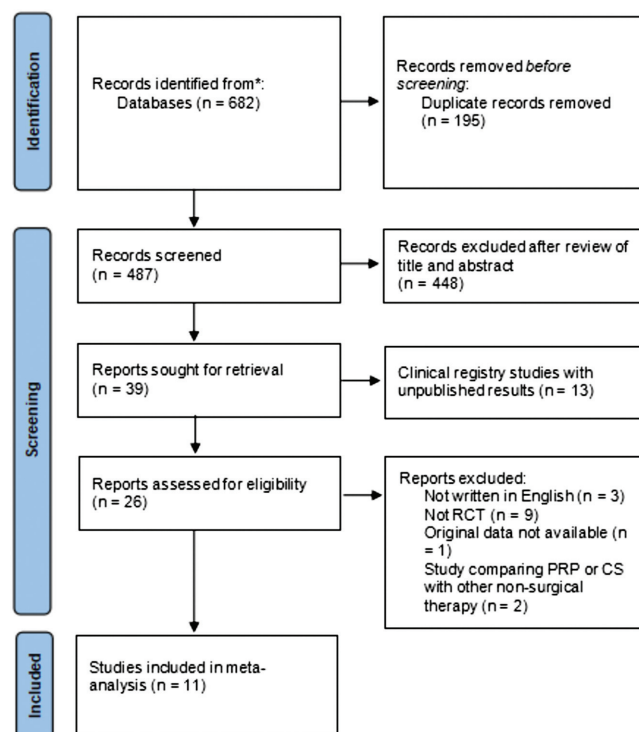 Identification
Records identified from*:
Databases (n = 682)
Records removed before
screening:
Duplicate records removed
(n = 195)
Screening
Records screened
(n = 487)
Records excluded after review of
title and abstract
(n = 448)
Reports sought for retrieval
(n = 39)
Clinical registry studies with
unpublished results (n = 13)
Reports assessed for eligibility
(n = 26)
Reports excluded:
Not written in English (n = 3)
Not RCT (n = 9)
Original data not available (n
= 1)
Study comparing PRP or CS
with other non-surgical
therapy (n = 2)
Included
Studies included in meta-
analysis (n = 11)